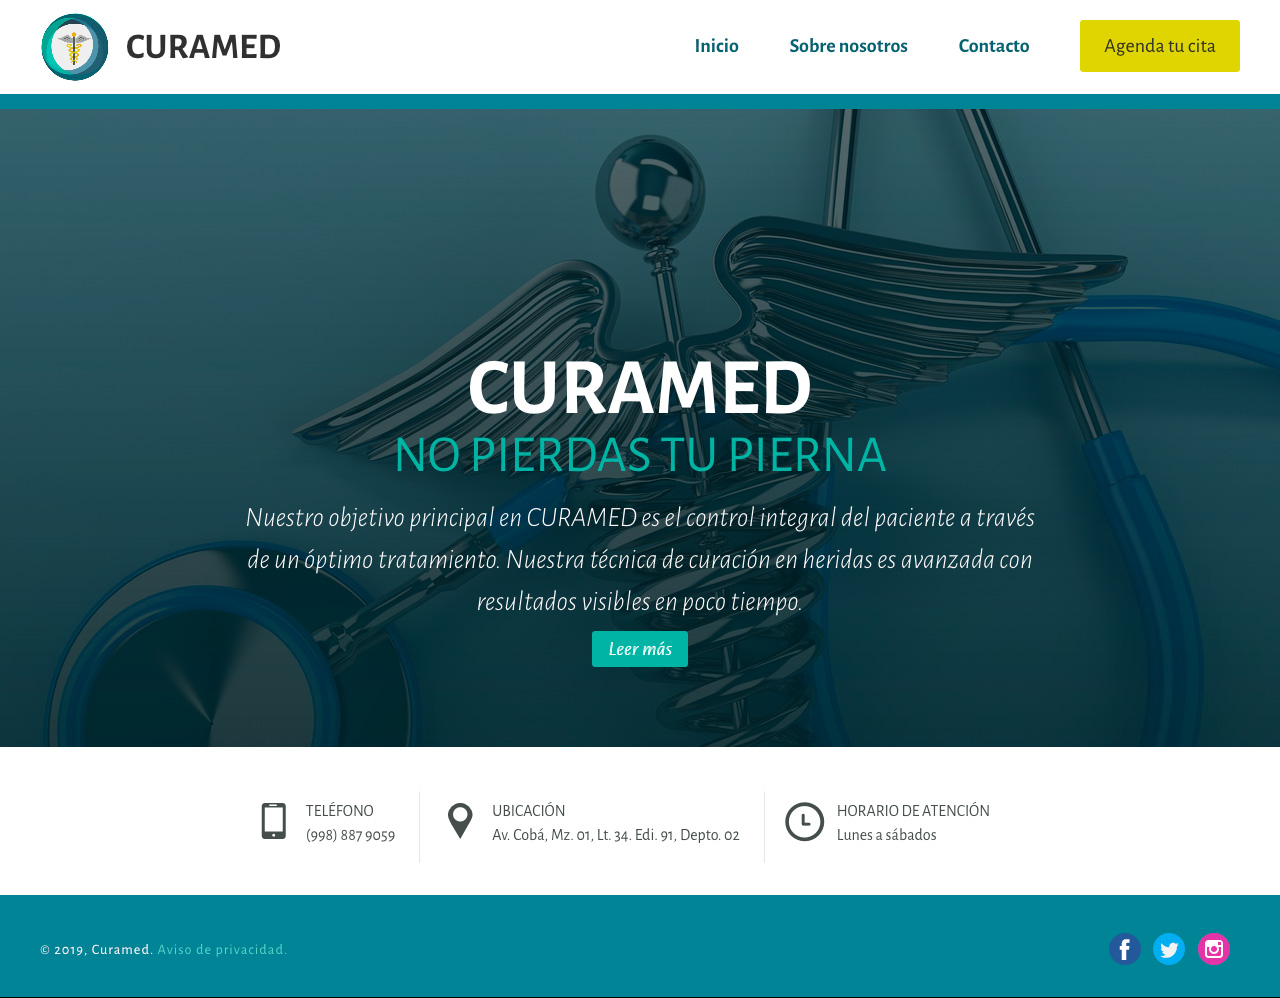 CURAMED
Inicio
Sobre nosotros
Contacto
Agenda tu cita
CURAMED
NO PIERDAS TU PIERNA
Nuestro objetivo principal en CURAMED es el control integral del paciente a través
de un óptimo tratamiento. Nuestra técnica de curación en heridas es avanzada con
resultados visibles en poco tiempo.
Leer más
TELÉFONO
(998) 887 9059
UBICACIÓN
Av. Cobá, Mz. 01, Lt. 34. Edi. 91, Depto. 02
HORARIO DE ATENCIÓN
Lunes a sábados
© 2019, Curamed. Aviso de privacidad.